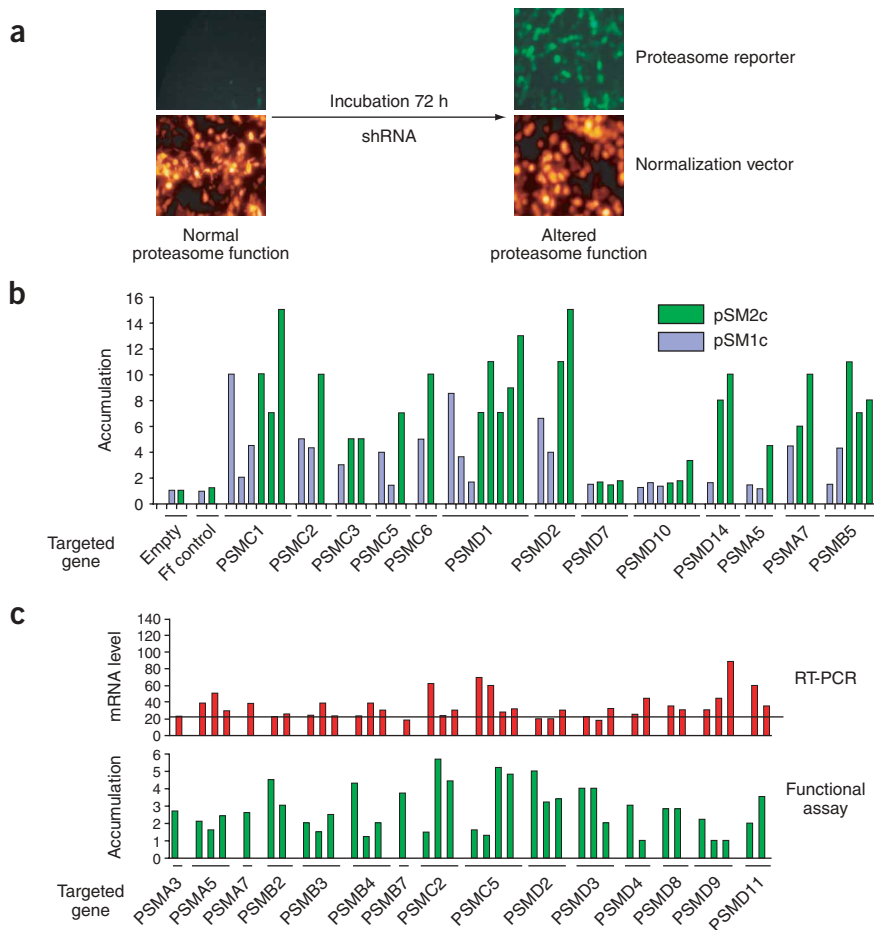 a
Proteasome reporter
Incubation 72 h
shRNA
Normalization vector
Normal
proteasome function
Altered
proteasome function
b
Accumulation
16
14
12
10
8
6
4
2
0
pSM2c
pSM1c
Targeted
gene
Empty
Ff control
PSMC1
PSMC2
PSMC3
PSMC5
PSMC6
PSMD1
PSMD2
PSMD7
PSMD10
PSMD14
PSMA5
PSMA7
PSMB5
c
mRNA level
140
120
100
80
60
40
20
0
RT-PCR
Accumulation
6
5
4
3
2
1
0
Functional
assay
Targeted
gene
PSMA3
PSMA5
PSMA7
PSMB2
PSMB3
PSMB4
PSMB7
PSMC2
PSMC5
PSMD2
PSMD3
PSMD4
PSMD8
PSMD9
PSMD11